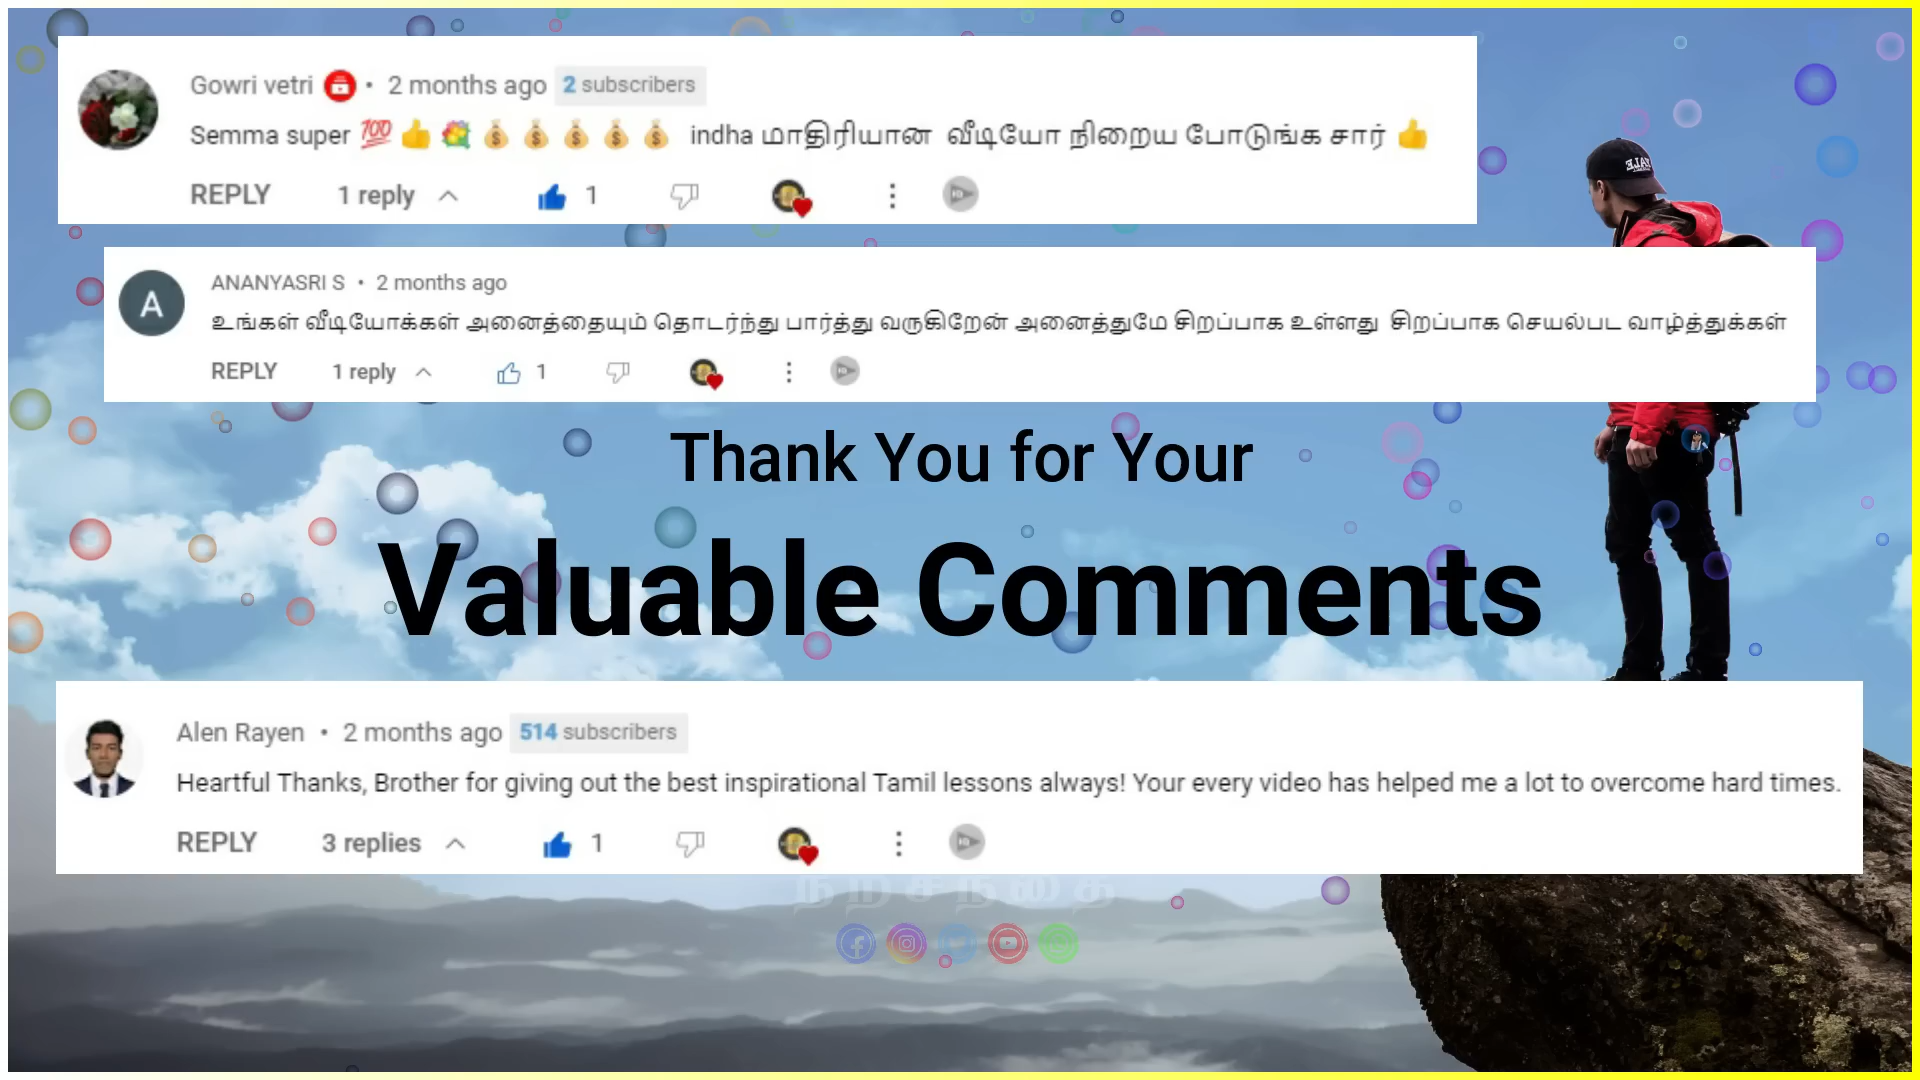 Gowri vetri • 2 months ago 2 subscribers
Semma super 💯 👍 💐 💰 💰 💰 💰 💰 indha மாதிரியான வீடியோ நிறைய போடுங்க சார் 👍
REPLY 1 reply 1
A ANANYASRI S • 2 months ago
உங்கள் வீடியோக்கள் அனைத்தையும் தொடர்ந்து பார்த்து வருகிறேன் அனைத்துமே சிறப்பாக உள்ளது சிறப்பாக செயல்பட வாழ்த்துக்கள்
REPLY 1 reply 1
Thank You for Your
Valuable Comments
Alen Rayen • 2 months ago 514 subscribers
Heartful Thanks, Brother for giving out the best inspirational Tamil lessons always! Your every video has helped me a lot to overcome hard times.
REPLY 3 replies 1